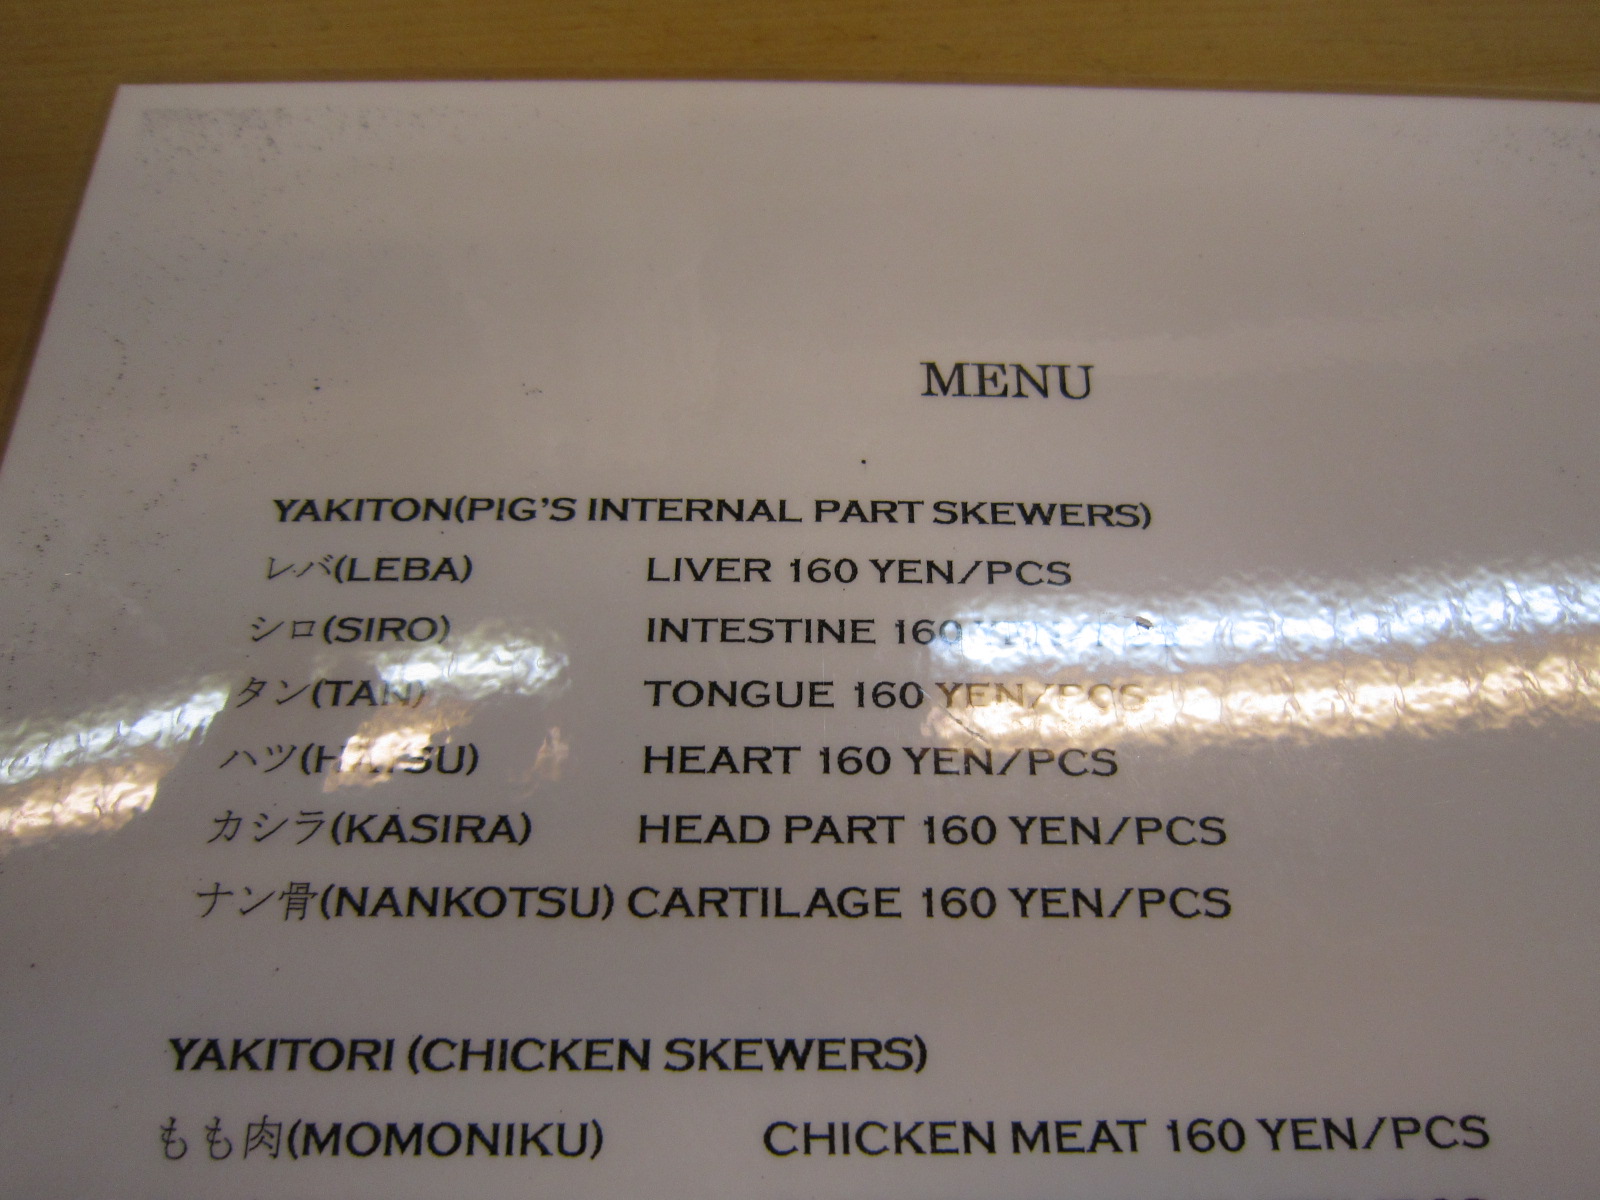 MENU
YAKITON(PIG'S INTERNAL PART SKEWERS)
レバ(LEBA) LIVER 160 YEN/PCS
シロ(SIRO) INTESTINE 160
タン(TAN) TONGUE 160 YEN/PCS
ハツ(HATSU) HEART 160 YEN/PCS
カシラ(KASIRA) HEAD PART 160 YEN/PCS
ナン骨(NANKOTSU) CARTILAGE 160 YEN/PCS
YAKITORI (CHICKEN SKEWERS)
もも肉(MOMONIKU) CHICKEN MEAT 160 YEN/PCS